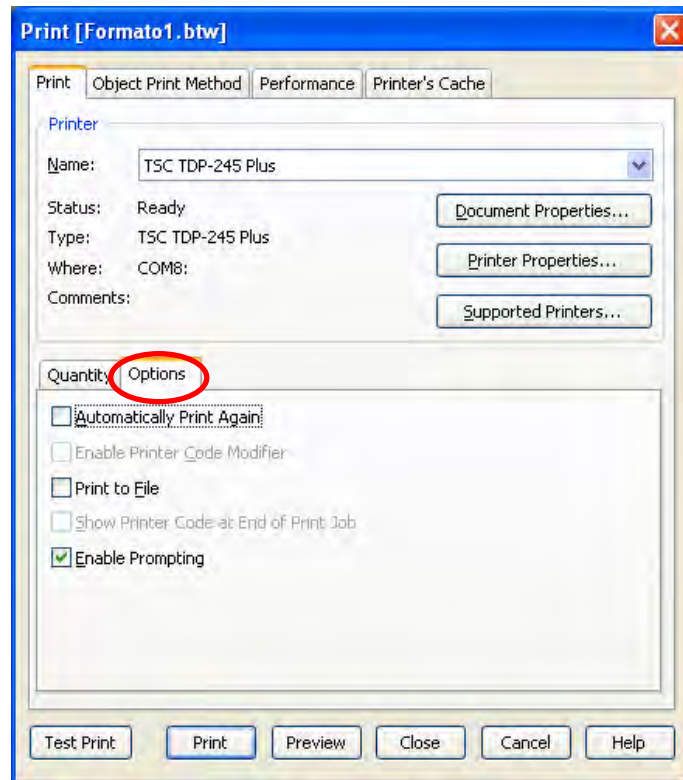 Print [Formato1.btw]
Print Object Print Method Performance Printer's Cache
Printer
Name: TSC TDP-245 Plus
Status: Ready Document Properties...
Type: TSC TDP-245 Plus
Where: COM8: Printer Properties...
Comments:
Supported Printers...
Quantity Options
Automatically Print Again
Enable Printer Code Modifier
Print to File
Show Printer Code at End of Print Job
Enable Prompting
Test Print Print Preview Close Cancel Help